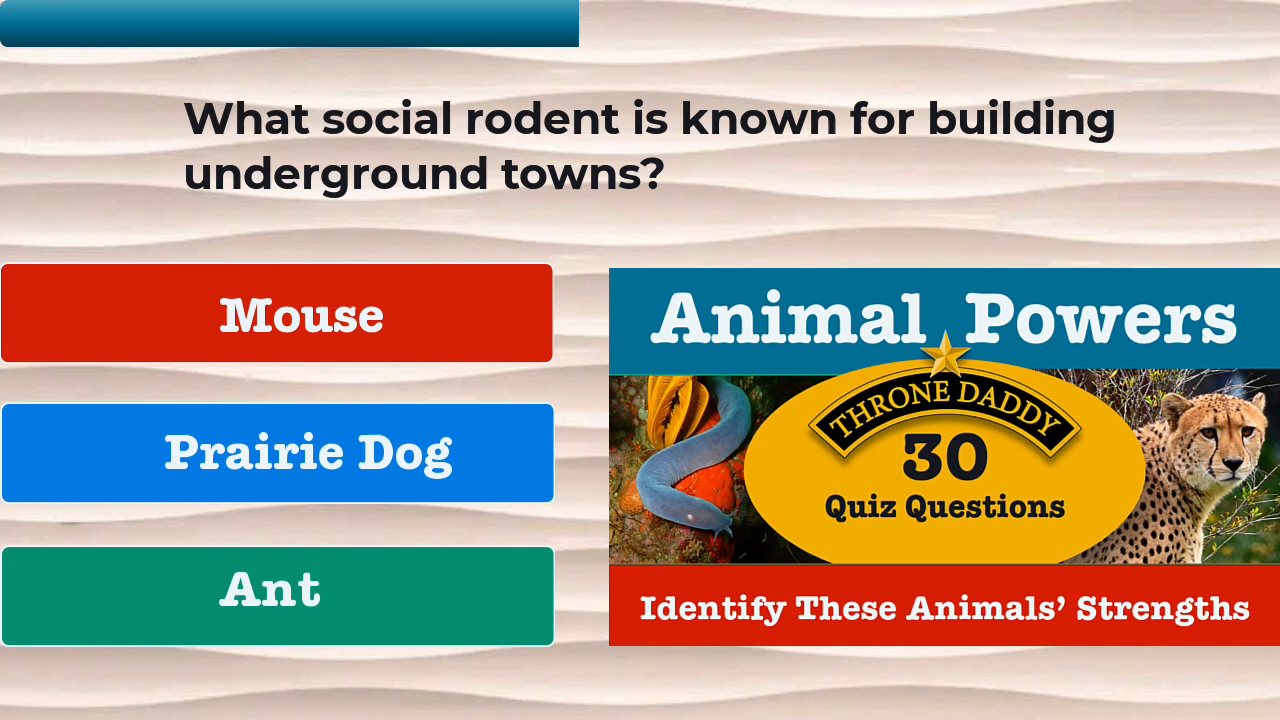 What social rodent is known for building
underground towns?
Mouse
Prairie Dog
Ant
Animal Powers
THRONE DADDY
30
Quiz Questions
Identify These Animals’ Strengths